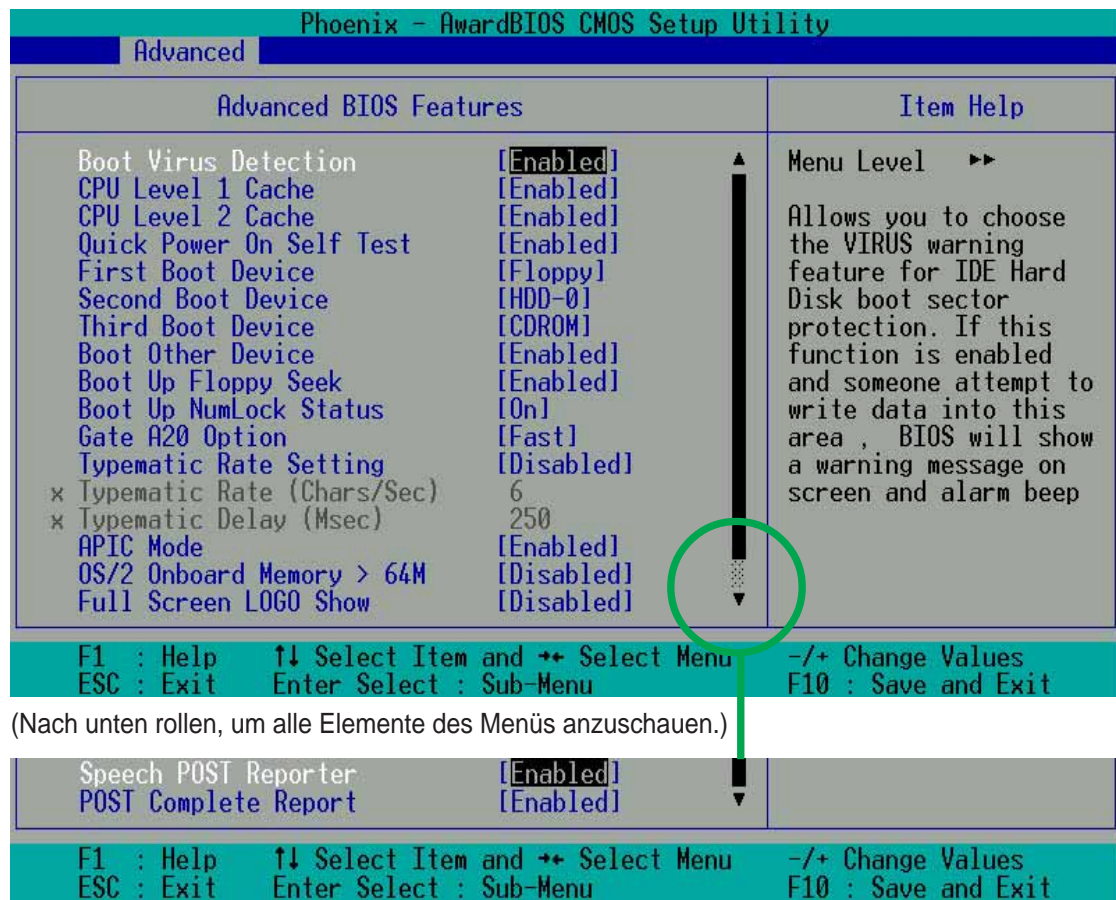 Phoenix - AwardBIOS CMOS Setup Utility
Advanced
Advanced BIOS Features
Item Help
Boot Virus Detection [Enabled]
CPU Level 1 Cache [Enabled]
CPU Level 2 Cache [Enabled]
Quick Power On Self Test [Enabled]
First Boot Device [Floppy]
Second Boot Device [HDD-0]
Third Boot Device [CDROM]
Boot Other Device [Enabled]
Boot Up Floppy Seek [Enabled]
Boot Up NumLock Status [On]
Gate A20 Option [Fast]
Typematic Rate Setting [Disabled]
x Typematic Rate (Chars/Sec) 6
x Typematic Delay (Msec) 250
APIC Mode [Enabled]
OS/2 Onboard Memory > 64M [Disabled]
Full Screen LOGO Show [Disabled]
Menu Level ▸▸
Allows you to choose
the VIRUS warning
feature for IDE Hard
Disk boot sector
protection. If this
function is enabled
and someone attempt to
write data into this
area , BIOS will show
a warning message on
screen and alarm beep
F1 : Help ↑↓ Select Item and →← Select Menu -/+ Change Values
ESC : Exit Enter Select : Sub-Menu F10 : Save and Exit
(Nach unten rollen, um alle Elemente des Menüs anzuschauen.)
Speech POST Reporter [Enabled]
POST Complete Report [Enabled]
F1 : Help ↑↓ Select Item and →← Select Menu -/+ Change Values
ESC : Exit Enter Select : Sub-Menu F10 : Save and Exit